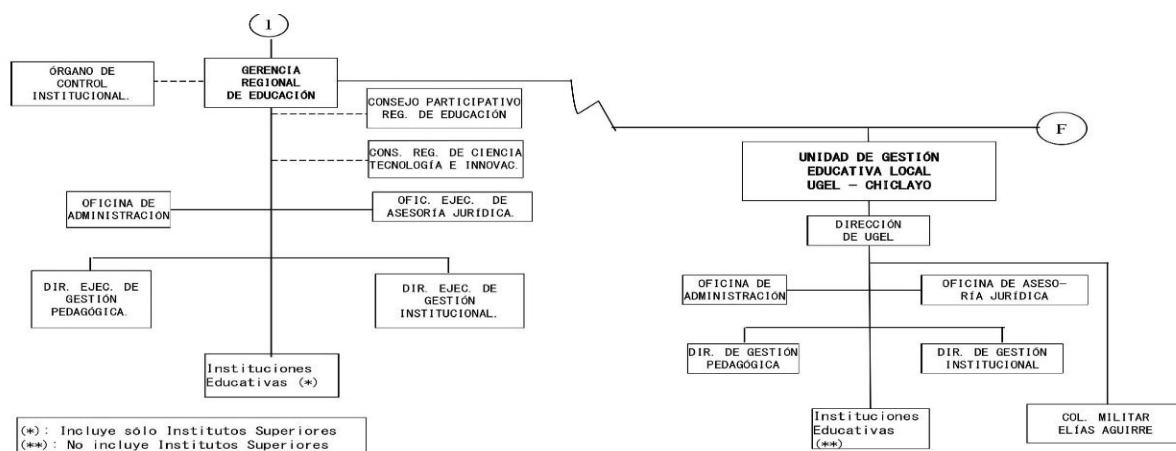 1
ÓRGANO DE
CONTROL
INSTITUCIONAL.
GERENCIA
REGIONAL
DE EDUCACIÓN
CONSEJO PARTICIPATIVO
REG. DE EDUCACIÓN
CONS. REG. DE CIENCIA
TECNOLOGÍA E INNOVAC.
OFICINA DE
ADMINISTRACIÓN
OFIC. EJEC. DE
ASESORÍA JURÍDICA.
DIR. EJEC. DE
GESTIÓN
PEDAGÓGICA.
DIR. EJEC. DE
GESTIÓN
INSTITUCIONAL.
Instituciones
Educativas (*)
(*): Incluye sólo Institutos Superiores
(**): No incluye Institutos Superiores
F
UNIDAD DE GESTIÓN
EDUCATIVA LOCAL
UGEL – CHICLAYO
DIRECCIÓN
DE UGEL
OFICINA DE
ADMINISTRACIÓN
OFICINA DE ASESO-
RÍA JURÍDICA
DIR. DE GESTIÓN
PEDAGÓGICA
DIR. DE GESTIÓN
INSTITUCIONAL
Instituciones
Educativas
(**)
COL. MILITAR
ELÍAS AGUIRRE